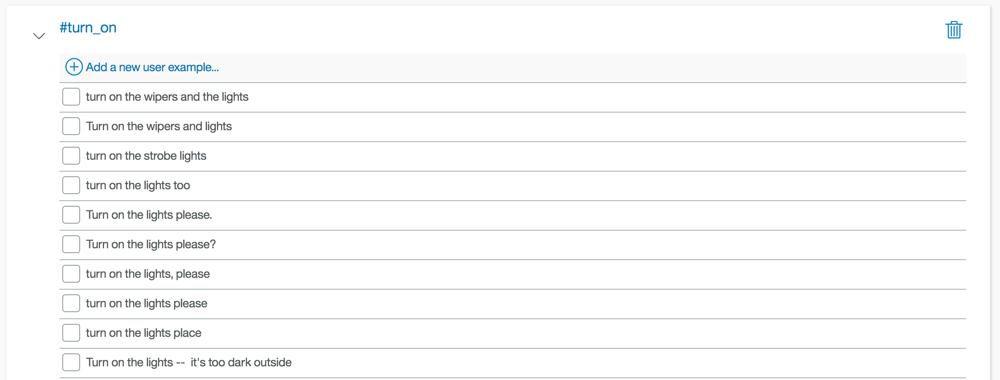 #turn_on
Add a new user example...
turn on the wipers and the lights
Turn on the wipers and lights
turn on the strobe lights
turn on the lights too
Turn on the lights please.
Turn on the lights please?
turn on the lights, please
turn on the lights please
turn on the lights place
Turn on the lights --  it's too dark outside